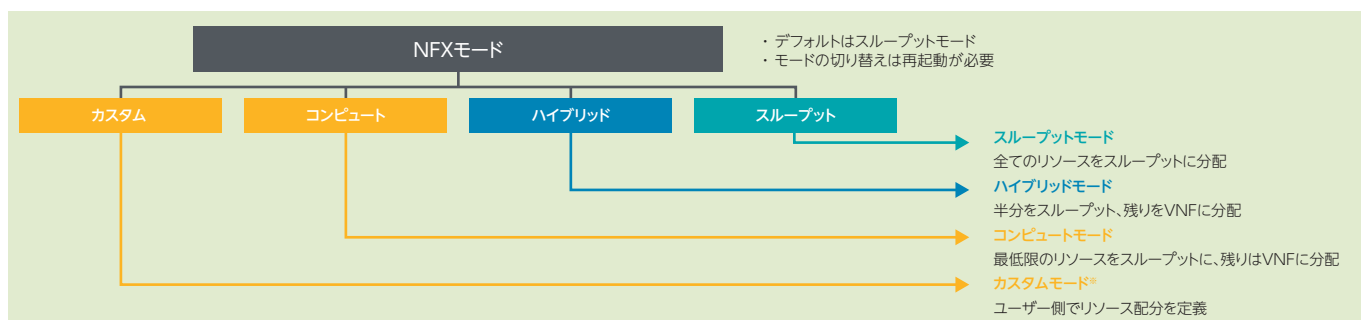 NFXモード
・ デフォルトはスループットモード
・ モードの切り替えは再起動が必要
カスタム
コンピュート
ハイブリッド
スループット
スループットモード
全てのリソースをスループットに分配
ハイブリッドモード
半分をスループット、残りをVNFに分配
コンピュートモード
最低限のリソースをスループットに、残りはVNFに分配
カスタムモード※
ユーザー側でリソース配分を定義